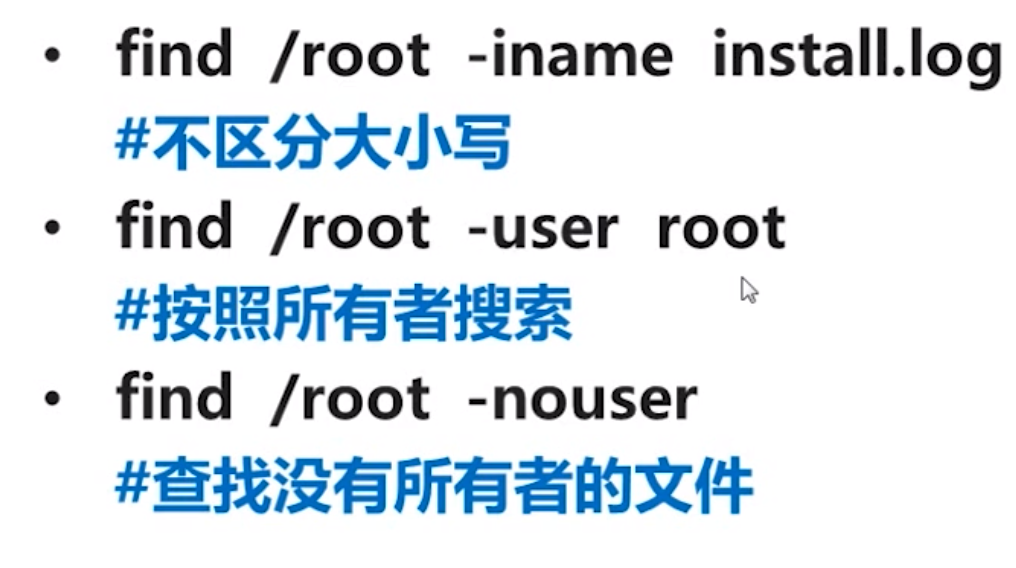 • find /root -iname install.log
#不区分大小写
• find /root -user root
#按照所有者搜索
• find /root -nouser
#查找没有所有者的文件